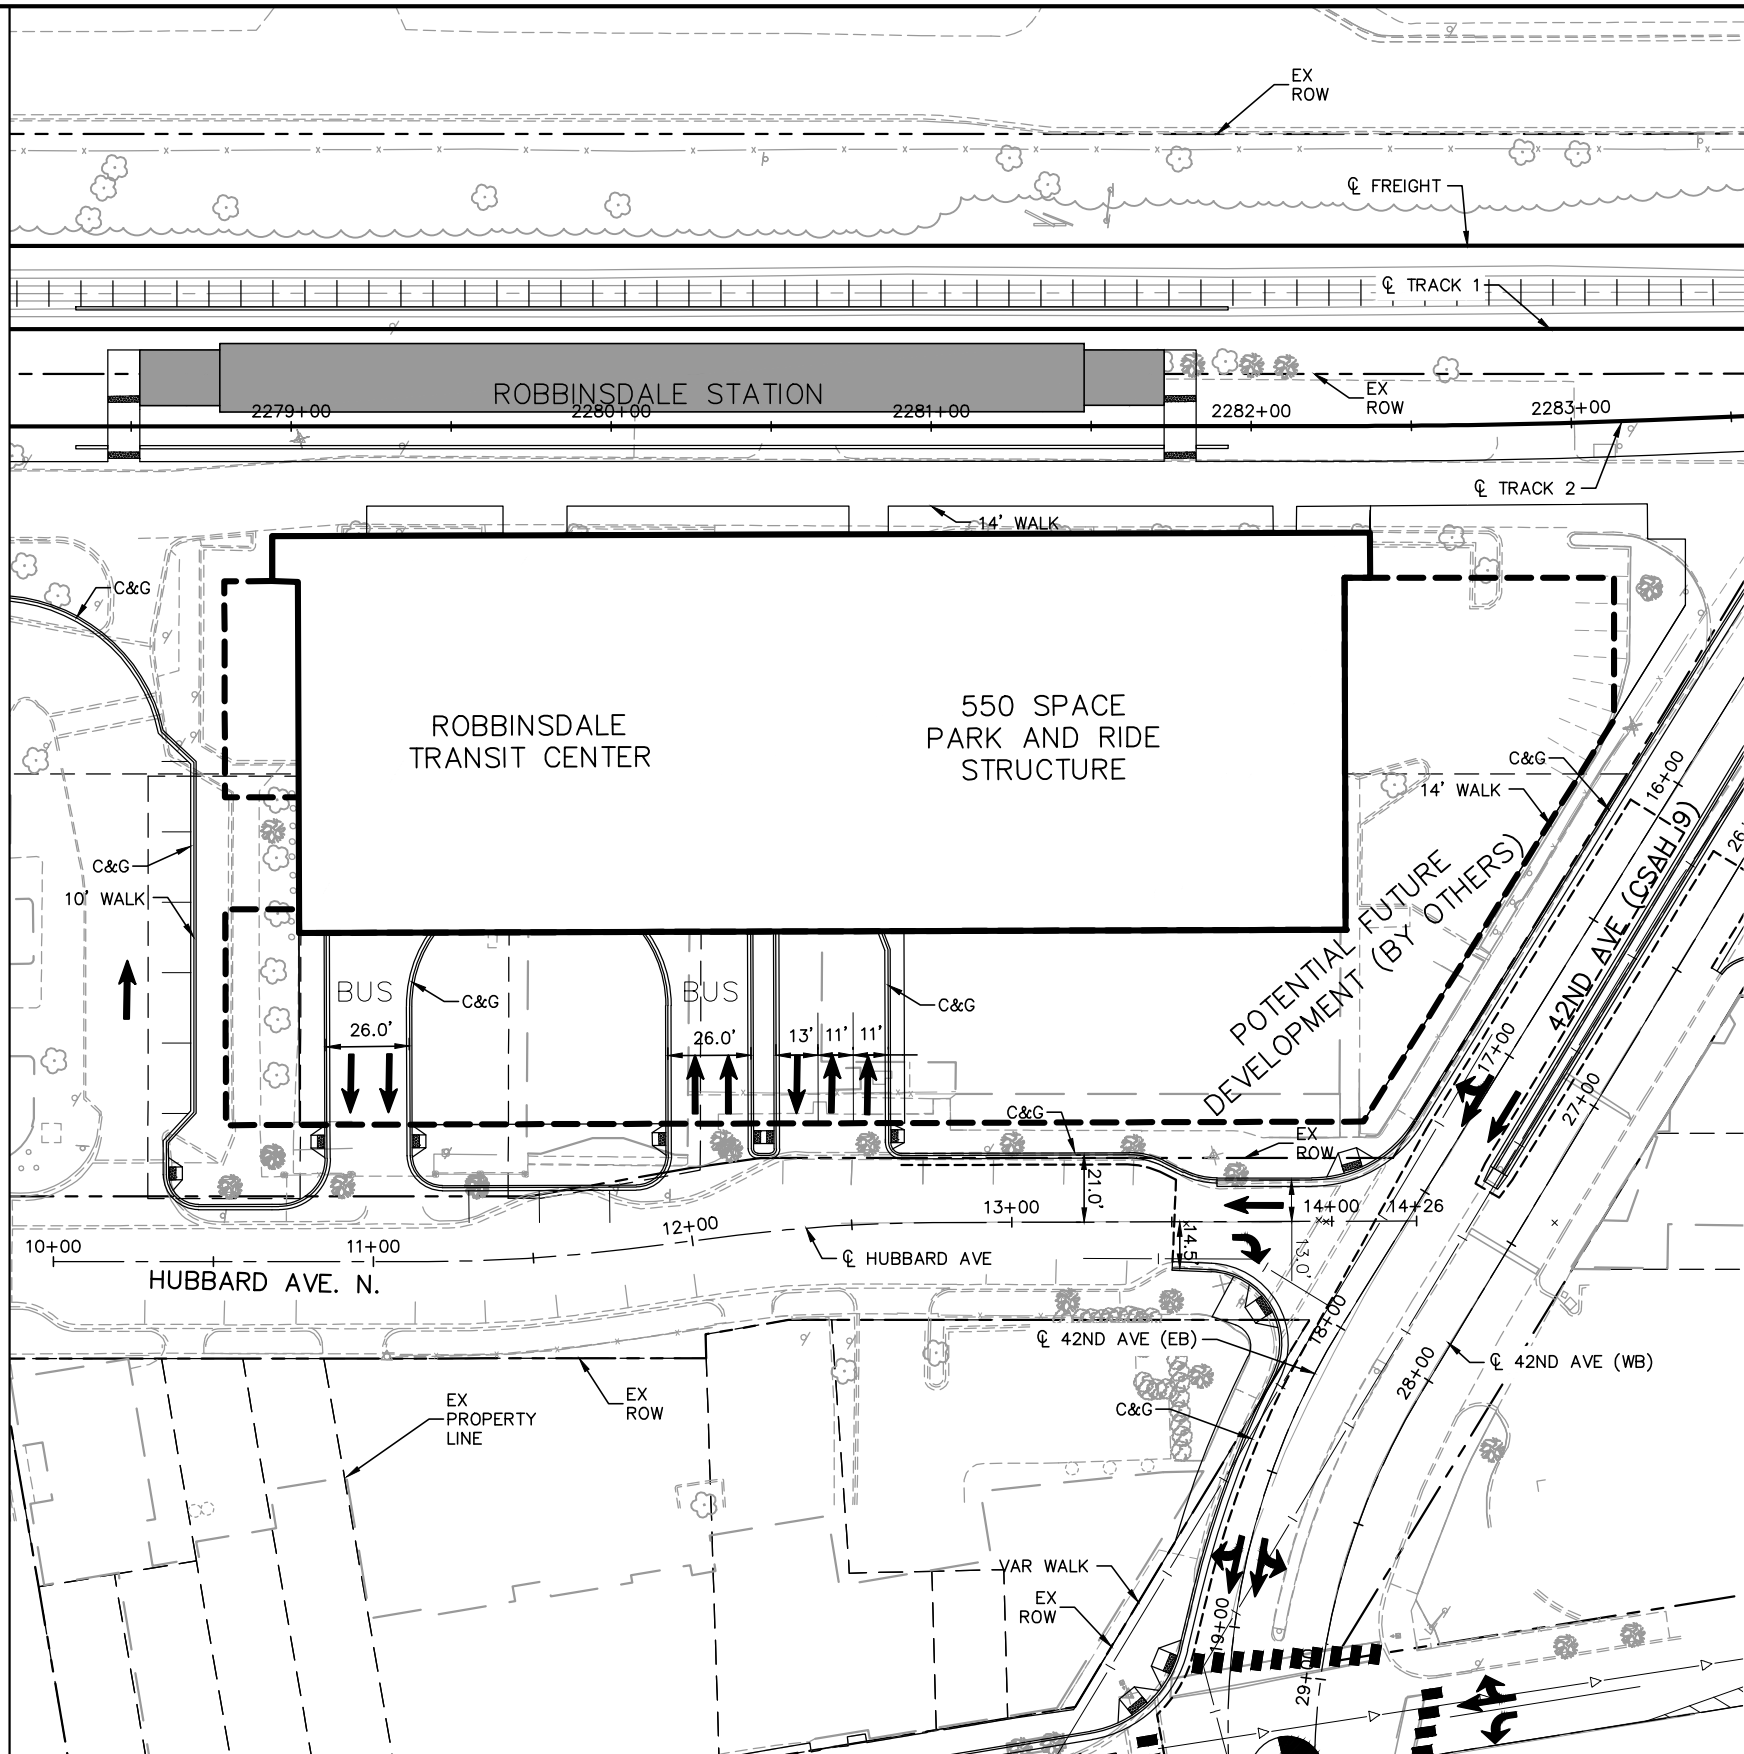 EX
ROW
℄ FREIGHT
℄ TRACK 1
ROBBINSDALE STATION
EX
ROW
2279+00
2280+00
2281+00
2282+00
2283+00
℄ TRACK 2
14' WALK
C&G
ROBBINSDALE
TRANSIT CENTER
550 SPACE
PARK AND RIDE
STRUCTURE
C&G
14' WALK
16+00
C&G
10' WALK
POTENTIAL FUTURE
DEVELOPMENT (BY OTHERS)
42ND AVE (CSAH 9)
BUS
C&G
BUS
C&G
26.0'
26.0'
13'
11'
11'
17+00
27+00
C&G
EX
ROW
21.0'
10+00
11+00
12+00
13+00
14+00
14+26
14.5'
13.0'
℄ HUBBARD AVE
HUBBARD AVE. N.
18+00
℄ 42ND AVE (EB)
28+00
℄ 42ND AVE (WB)
EX
PROPERTY
LINE
EX
ROW
C&G
VAR WALK
EX
ROW
19+00
29+00